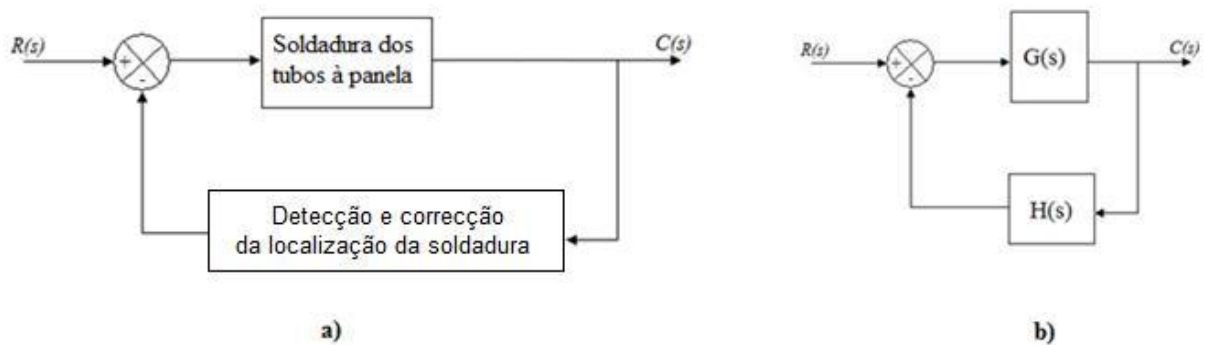 R(s)
+
-
Soldadura dos
tubos à panela
C(s)
Detecção e correcção
da localização da soldadura
a)
R(s)
+
-
G(s)
C(s)
H(s)
b)